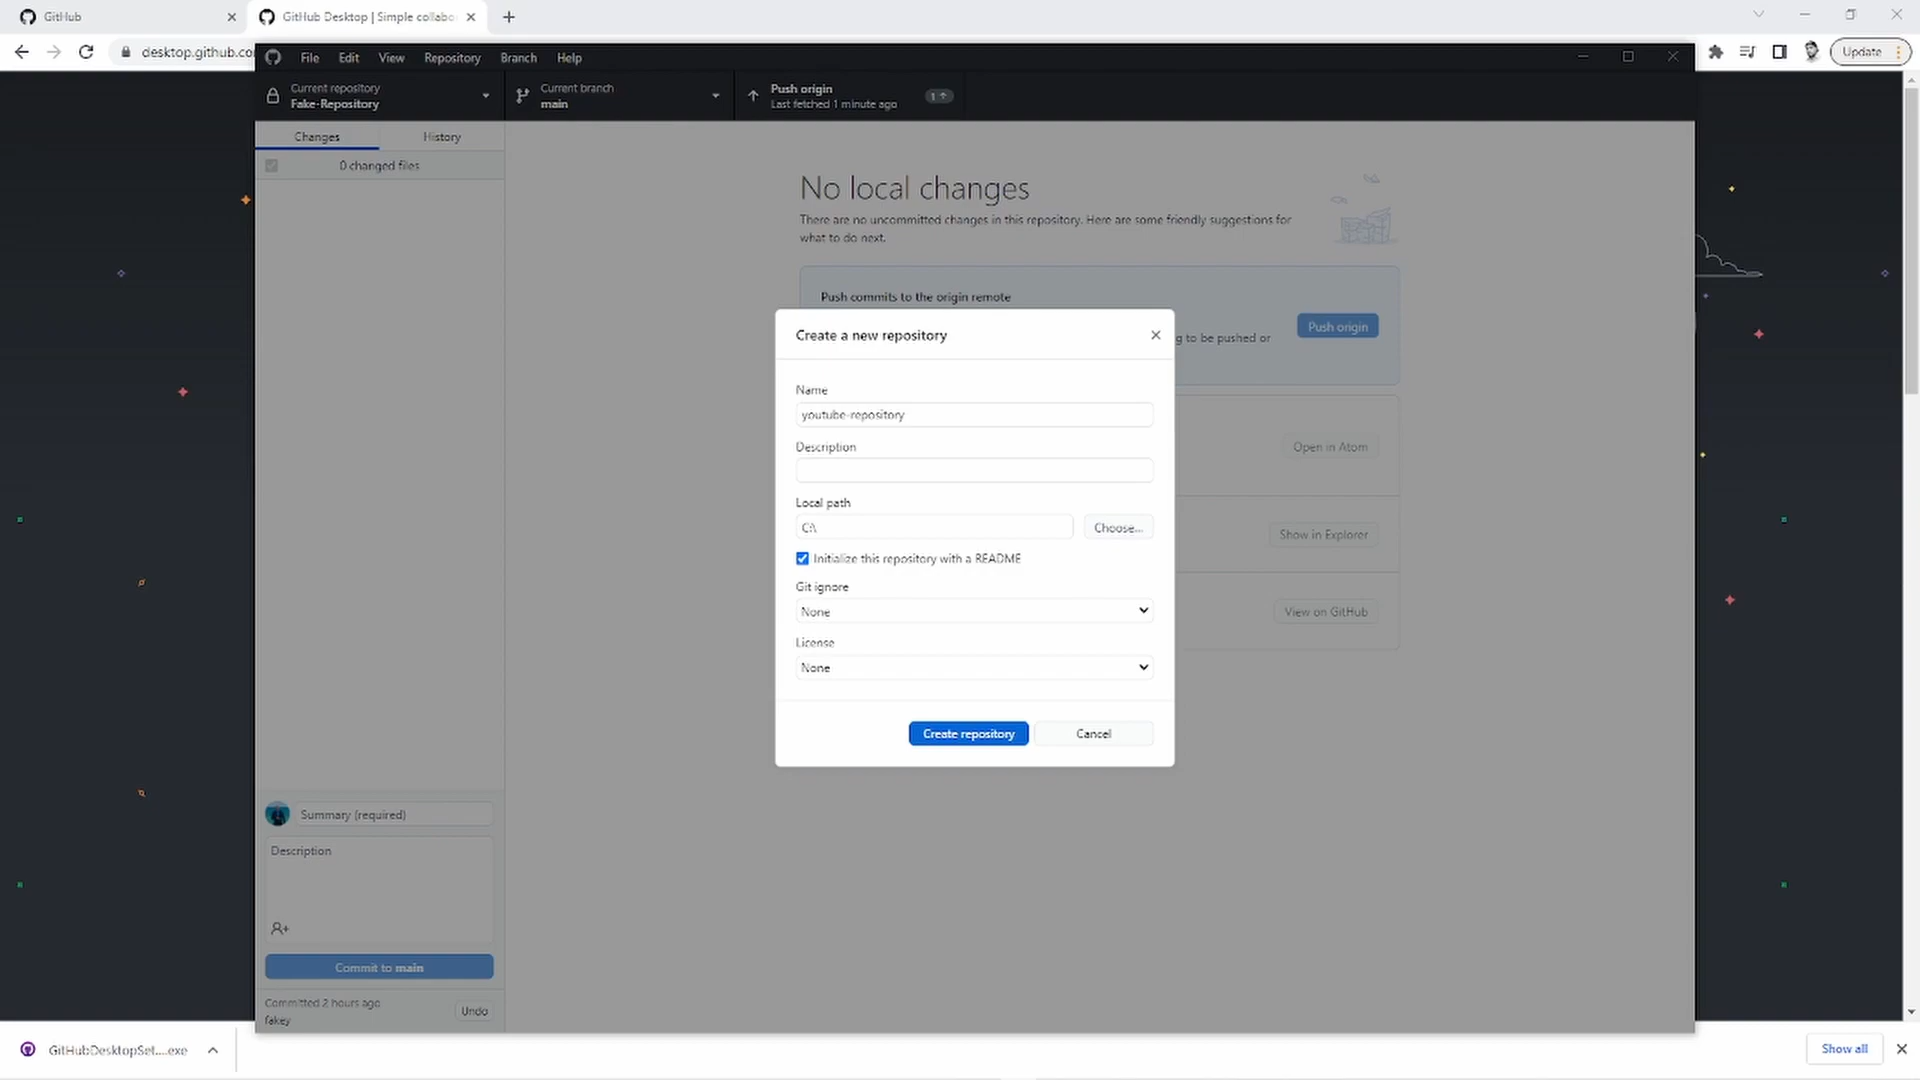 GitHub
GitHub Desktop | Simple collabo
desktop.github.co
Update
File Edit View Repository Branch Help
Current repository
Fake-Repository
Current branch
main
Push origin
Last fetched 1 minute ago
1
Changes
History
0 changed files
No local changes
There are no uncommitted changes in this repository. Here are some friendly suggestions for
what to do next.
Push commits to the origin remote
g to be pushed or
Push origin
Open in Atom
Show in Explorer
View on GitHub
Create a new repository
Name
youtube-repository
Description
Local path
C:\
Choose...
Initialize this repository with a README
Git ignore
None
License
None
Create repository
Cancel
Summary (required)
Description
Commit to main
Committed 2 hours ago
fakey
Undo
GitHubDesktopSet....exe
Show all